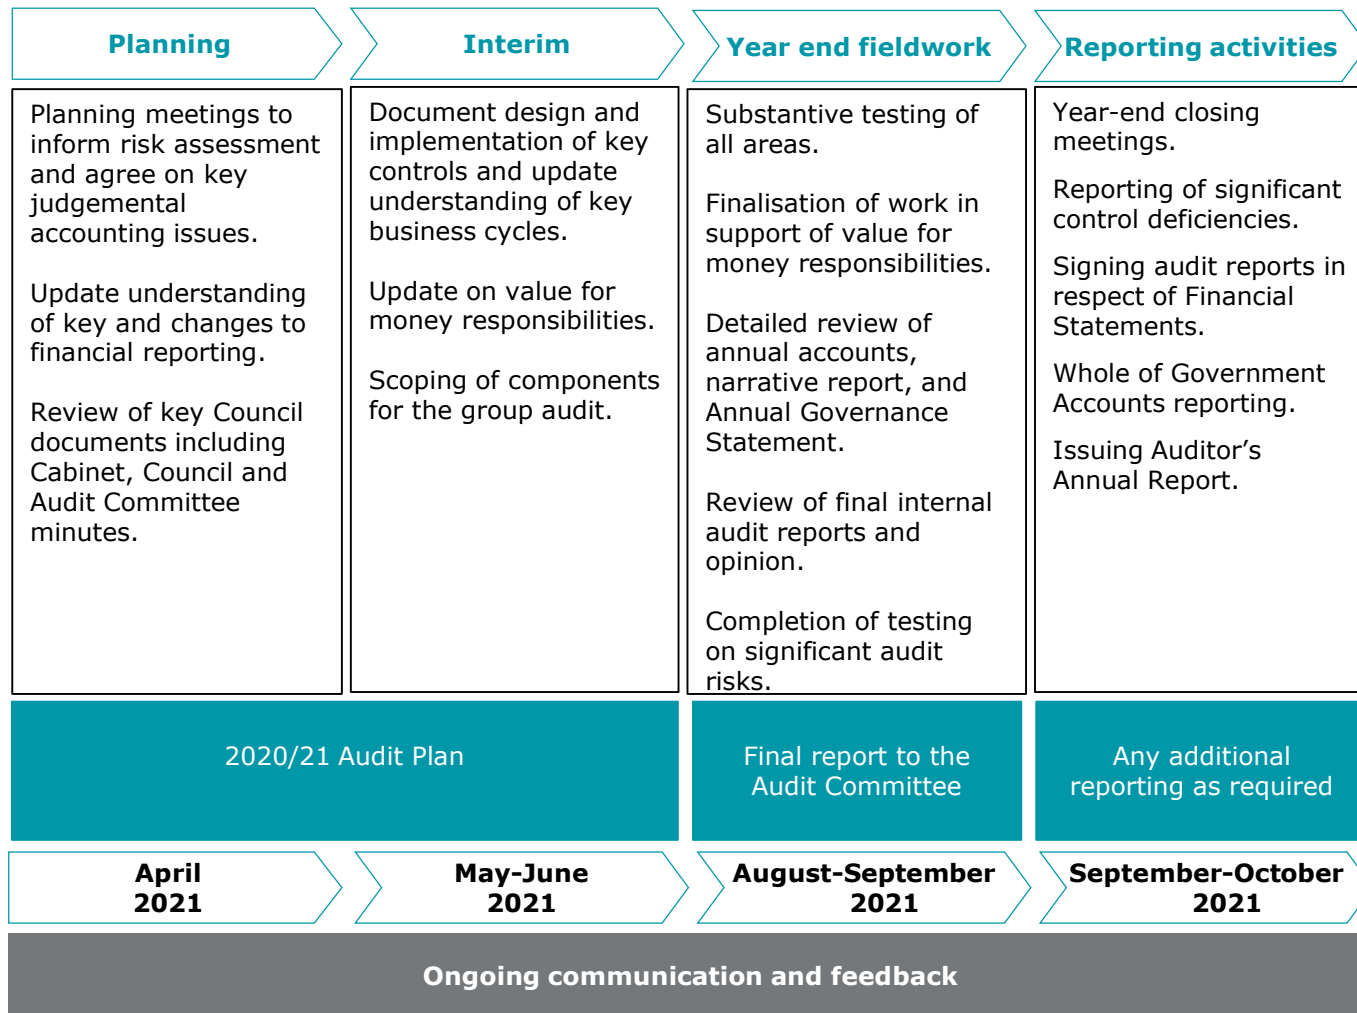 Planning
Interim
Year end fieldwork
Reporting activities
Planning meetings to
inform risk assessment
and agree on key
judgemental
accounting issues.
Update understanding
of key and changes to
financial reporting.
Review of key Council
documents including
Cabinet, Council and
Audit Committee
minutes.
Document design and
implementation of key
controls and update
understanding of key
business cycles.
Update on value for
money responsibilities.
Scoping of components
for the group audit.
Substantive testing of
all areas.
Finalisation of work in
support of value for
money responsibilities.
Detailed review of
annual accounts,
narrative report, and
Annual Governance
Statement.
Review of final internal
audit reports and
opinion.
Completion of testing
on significant audit
risks.
Year-end closing
meetings.
Reporting of significant
control deficiencies.
Signing audit reports in
respect of Financial
Statements.
Whole of Government
Accounts reporting.
Issuing Auditor’s
Annual Report.
2020/21 Audit Plan
Final report to the
Audit Committee
Any additional
reporting as required
April
2021
May-June
2021
August-September
2021
September-October
2021
Ongoing communication and feedback